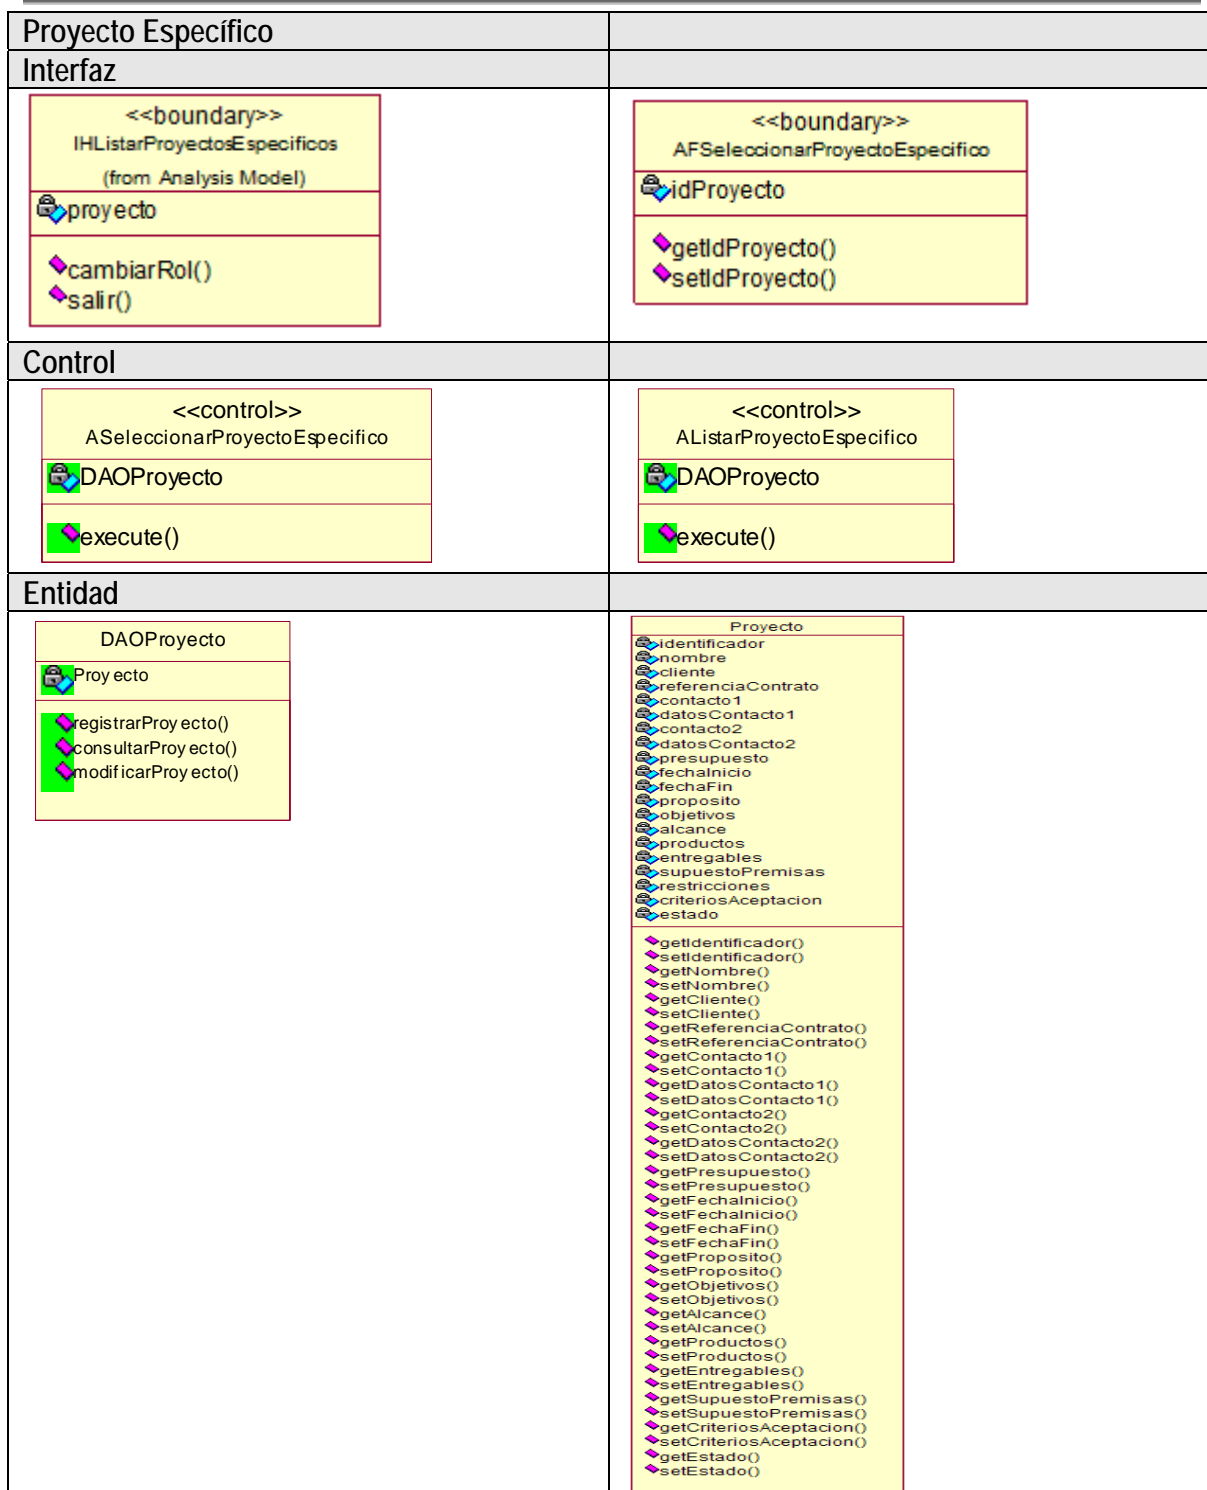 Proyecto Específico
Interfaz
<<boundary>>
IHListarProyectosEspecificos
(from Analysis Model)
proyecto
cambiarRol()
salir()
<<boundary>>
AFSeleccionarProyectoEspecifico
idProyecto
getIdProyecto()
setIdProyecto()
Control
<<control>>
ASeleccionarProyectoEspecifico
DAOProyecto
execute()
<<control>>
AListarProyectoEspecifico
DAOProyecto
execute()
Entidad
DAOProyecto
Proyecto
registrarProyecto()
consultarProyecto()
modificarProyecto()
Proyecto
identificador
nombre
cliente
referenciaContrato
contacto1
datosContacto1
contacto2
datosContacto2
presupuesto
fechaInicio
fechaFin
proposito
objetivos
alcance
productos
entregables
supuestoPremisas
restricciones
criteriosAceptacion
estado
getIdentificador()
setIdentificador()
getNombre()
setNombre()
getCliente()
setCliente()
getReferenciaContrato()
setReferenciaContrato()
getContacto1()
setContacto1()
getDatosContacto1()
setDatosContacto1()
getContacto2()
setContacto2()
getDatosContacto2()
setDatosContacto2()
getPresupuesto()
setPresupuesto()
getFechaInicio()
setFechaInicio()
getFechaFin()
setFechaFin()
getProposito()
setProposito()
getObjetivos()
setObjetivos()
getAlcance()
setAlcance()
getProductos()
setProductos()
getEntregables()
setEntregables()
getSupuestoPremisas()
setSupuestoPremisas()
getCriteriosAceptacion()
setCriteriosAceptacion()
getEstado()
setEstado()